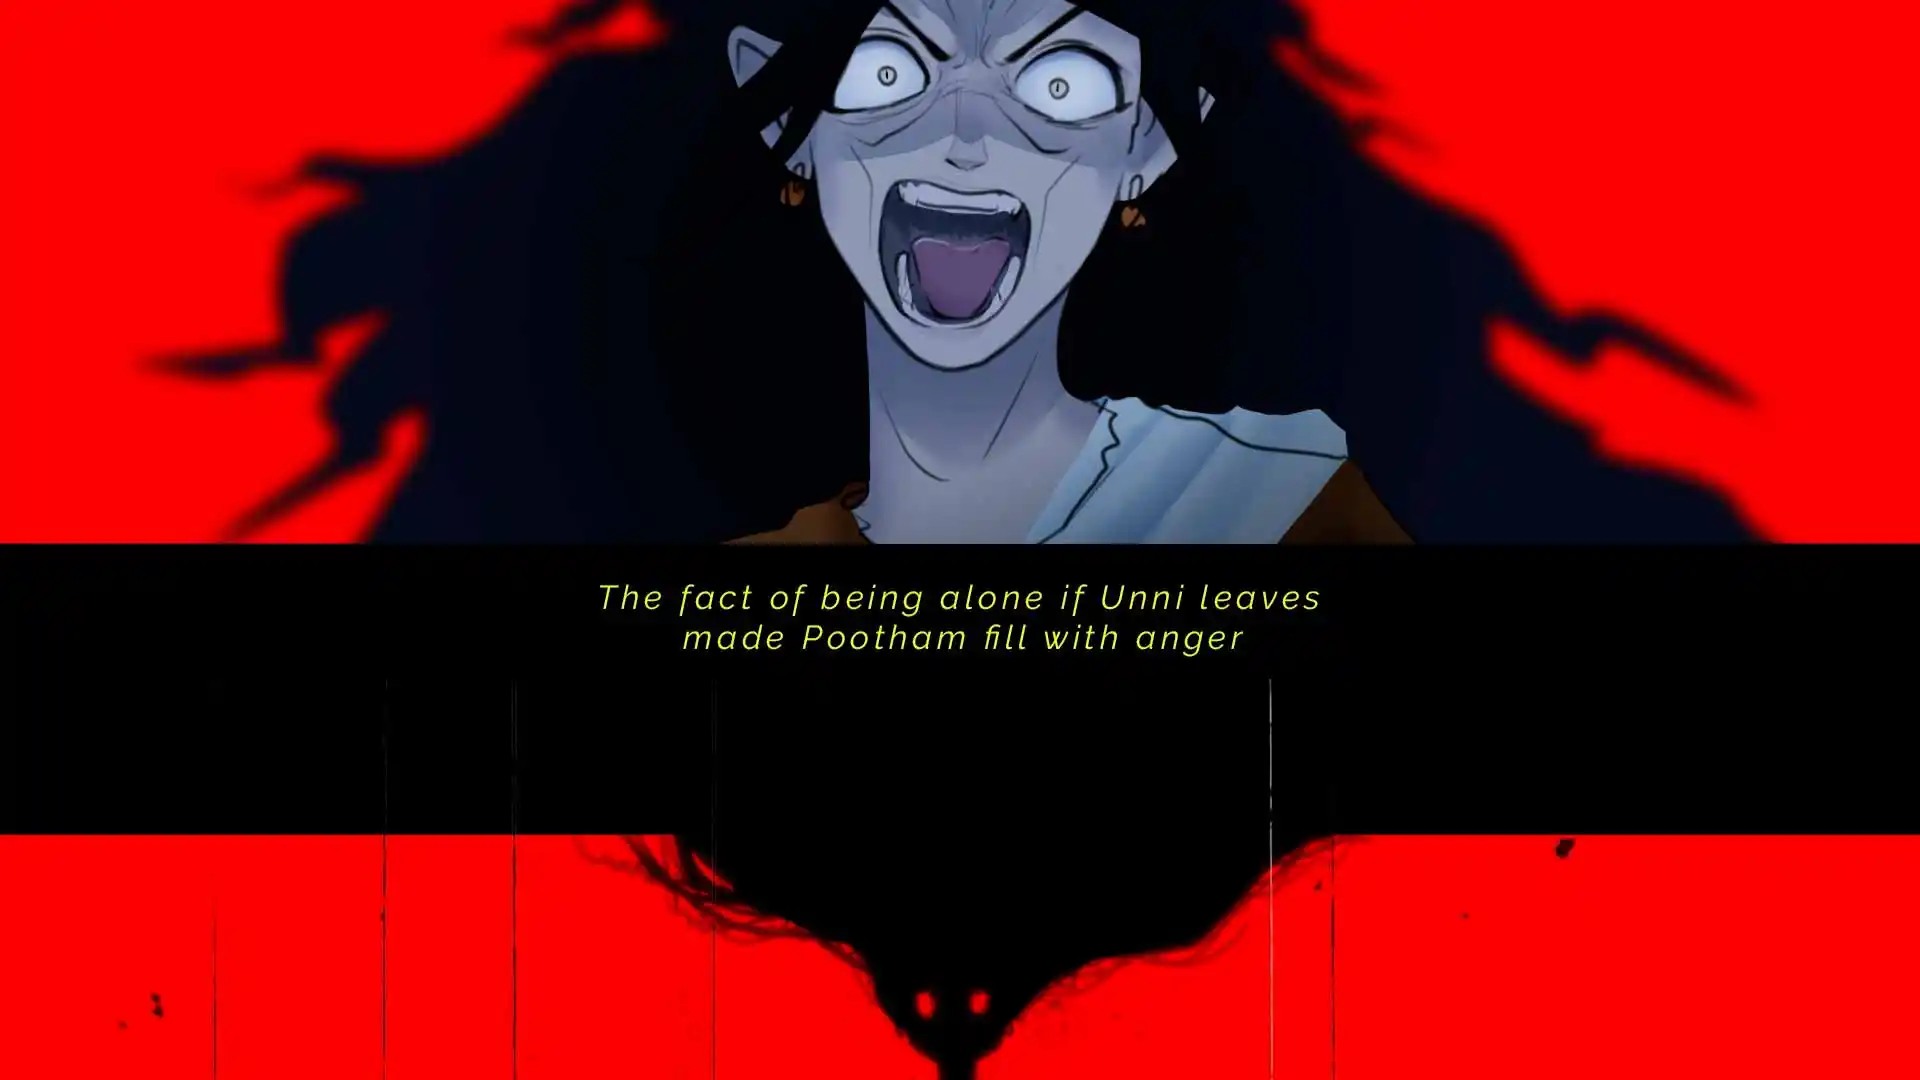 The fact of being alone if Unni leaves
made Pootham fill with anger